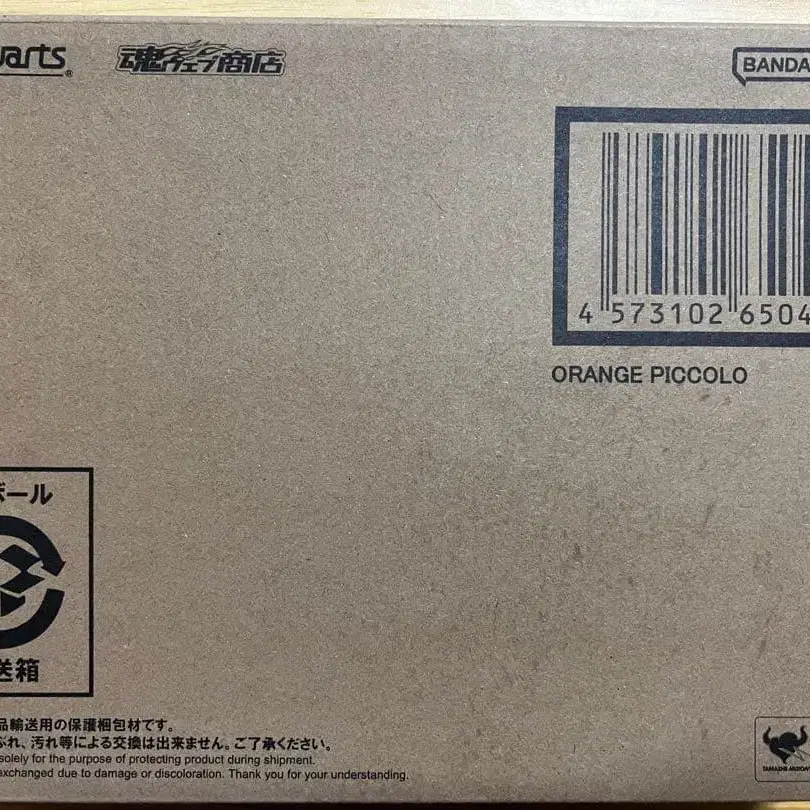 arts®
魂ウェブ商店
BANDA
4 573102 6504
ORANGE PICCOLO
ボール
送箱
品輸送用の保護梱包材です。
ぶれ、汚れ等による交換は出来ません。ご了承ください。
solely for the purpose of protecting product during shipment.
exchanged due to damage or discoloration. Thank you for your understanding.